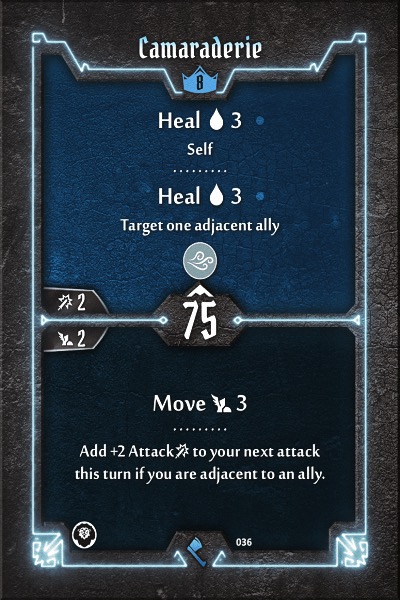 Camaraderie
8
Heal 3
Self
Heal 3
Target one adjacent ally
2
75
2
Move 3
Add +2 Attack to your next attack
this turn if you are adjacent to an ally.
036